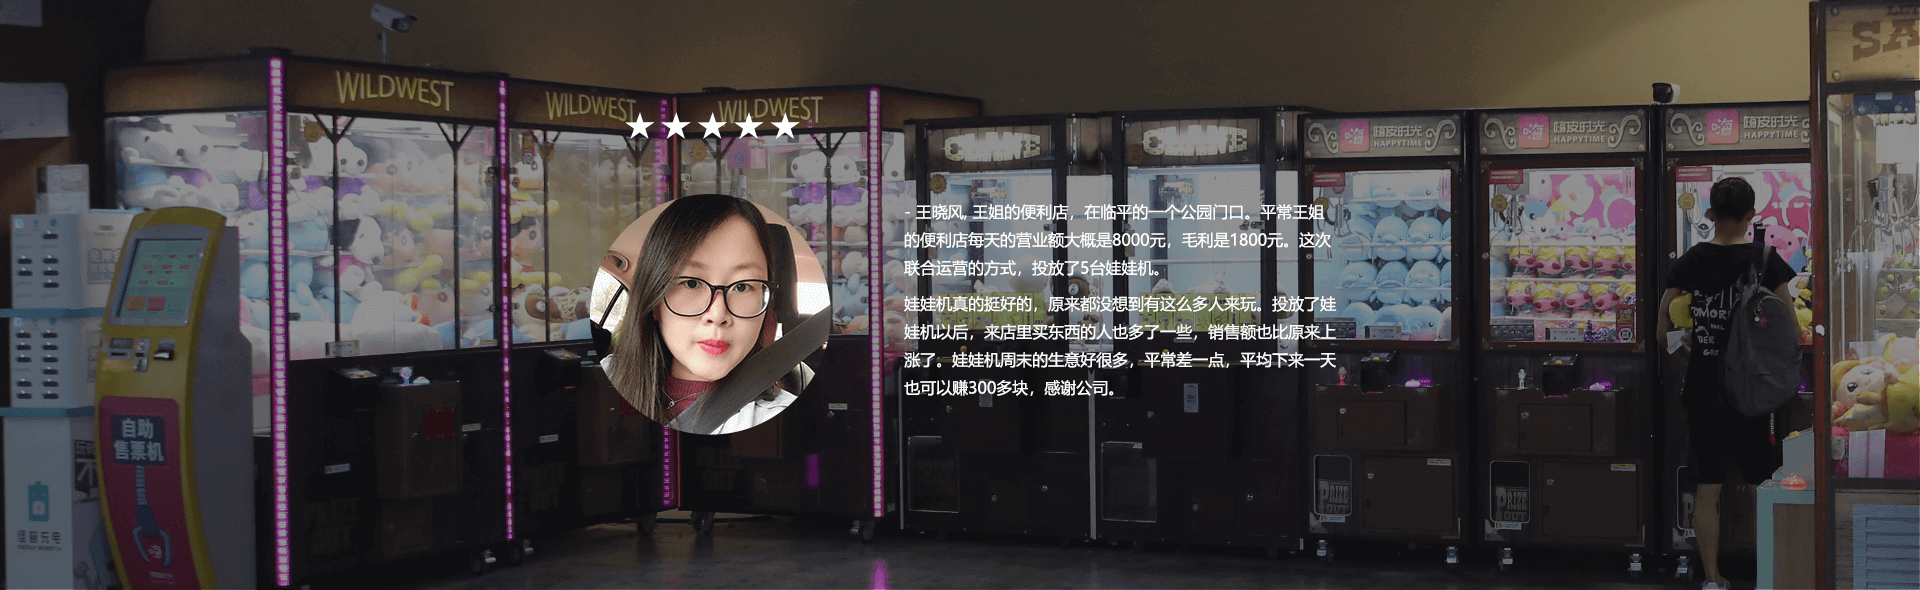 WILDWEST
WILDWEST
WILDWEST
嗨
嗨皮时光
HAPPYTIME
嗨
嗨皮时光
HAPPYTIME
嗨
嗨皮时光
HAPPYTIME
SA
★★★★★
- 王晓风, 王姐的便利店，在临平的一个公园门口。平常王姐
的便利店每天的营业额大概是8000元，毛利是1800元。这次
联合运营的方式，投放了5台娃娃机。
娃娃机真的挺好的，原来都没想到有这么多人来玩。投放了娃
娃机以后，来店里买东西的人也多了一些，销售额也比原来上
涨了。娃娃机周末的生意好很多，平常差一点，平均下来一天
也可以赚300多块，感谢公司。
自助
售票机
PRIZE
OUT
PRIZE
OUT